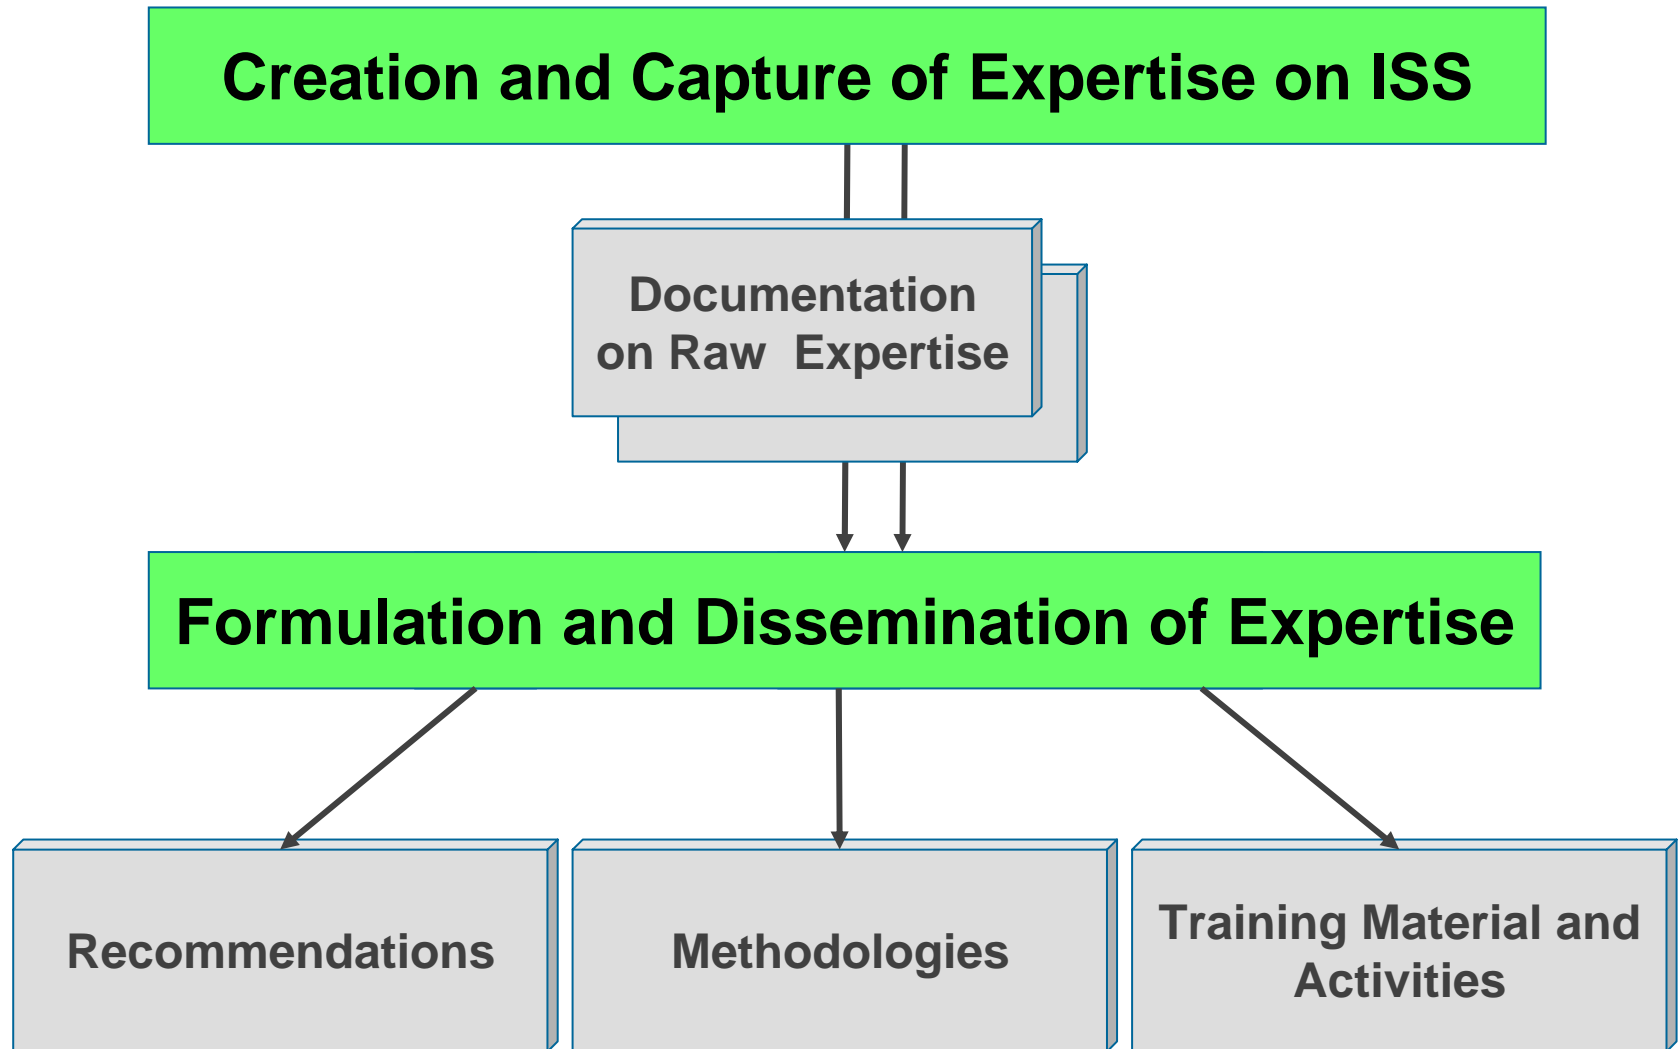 Creation and Capture of Expertise on ISS
Documentation
on Raw  Expertise
Formulation and Dissemination of Expertise
Recommendations
Methodologies
Training Material and
Activities